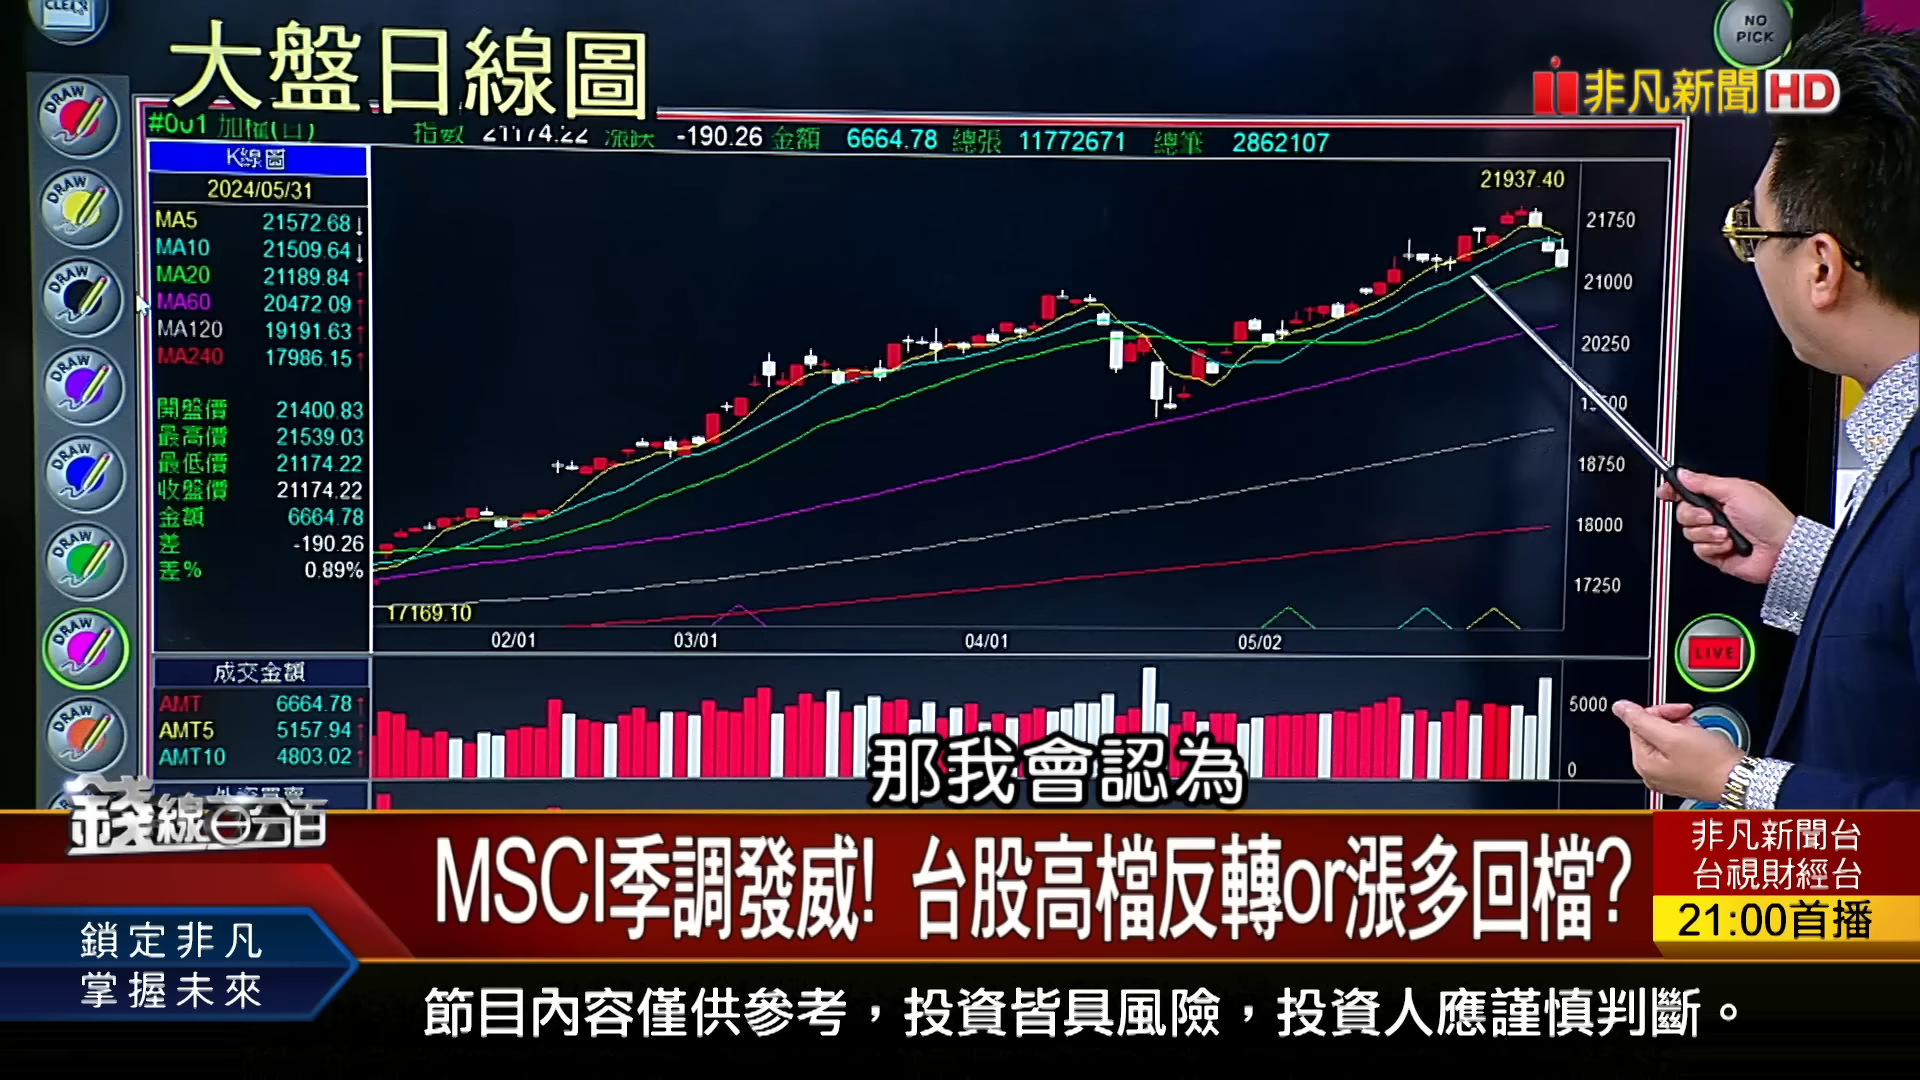 CLEAR
NO
PICK
大盤日線圖
非凡新聞HD
#001 加權(日) 指數 21174.22 漲跌 -190.26 金額 6664.78 總張 11772671 總筆 2862107
K線圖
2024/05/31
MA5 21572.68↓
MA10 21509.64↓
MA20 21189.84↑
MA60 20472.09↑
MA120 19191.63↑
MA240 17986.15↑
開盤價 21400.83
最高價 21539.03
最低價 21174.22
收盤價 21174.22
金額 6664.78
差 -190.26
差% 0.89%
21937.40
21750
21000
20250
18750
18000
17250
17169.10
02/01 03/01 04/01 05/02
成交金額
AMT 6664.78↑
AMT5 5157.94↑
AMT10 4803.02↑
5000
0
DRAW
DRAW
DRAW
DRAW
DRAW
DRAW
DRAW
DRAW
LIVE
那我會認為
錢線百分百
MSCI季調發威! 台股高檔反轉or漲多回檔?
非凡新聞台
台視財經台
21:00首播
鎖定非凡
掌握未來
節目內容僅供參考，投資皆具風險，投資人應謹慎判斷。